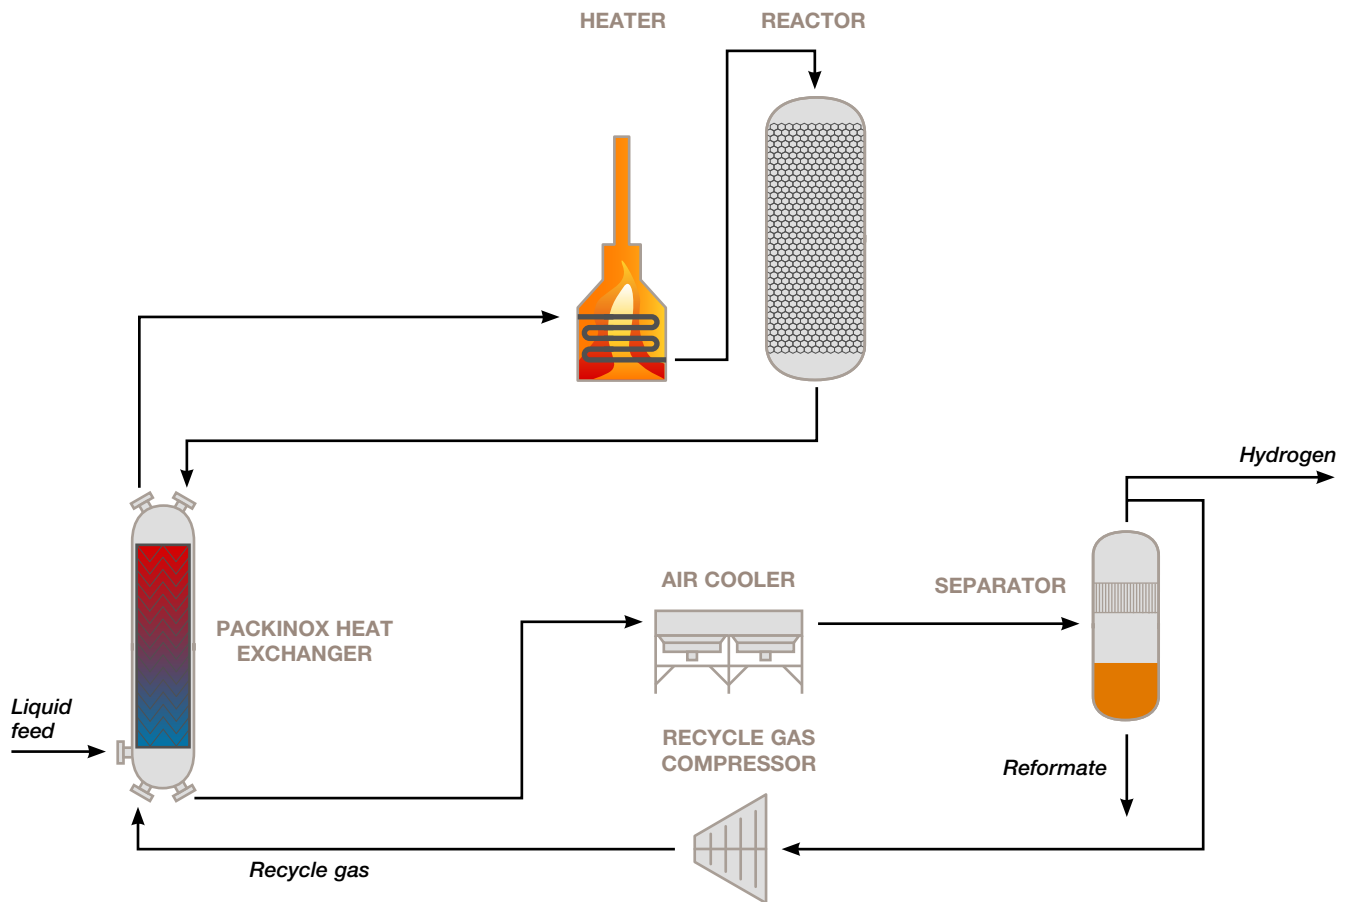 HEATER
REACTOR
Hydrogen
AIR COOLER
SEPARATOR
PACKINOX HEAT
EXCHANGER
Liquid
feed
RECYCLE GAS
COMPRESSOR
Reformate
Recycle gas